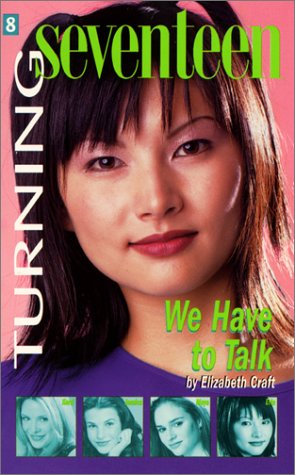 8
TURNING
seventeen
We Have
to Talk
by Elizabeth Craft